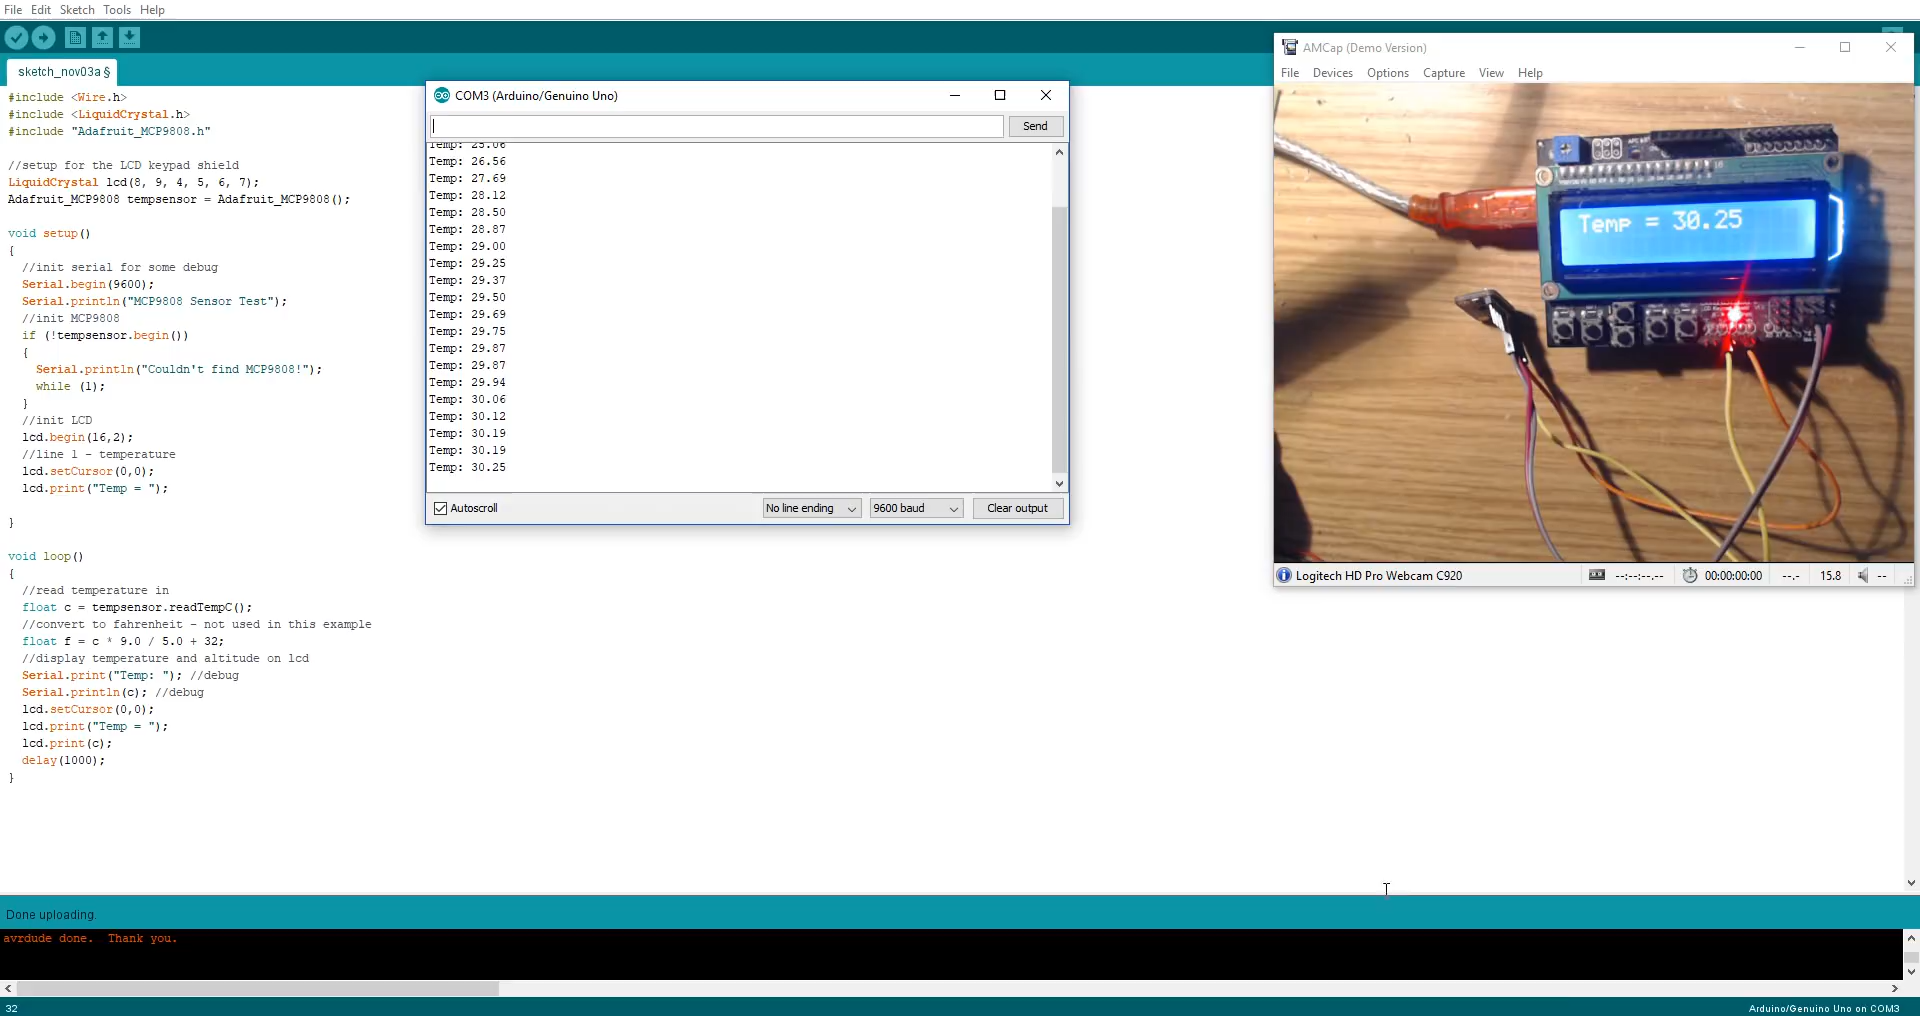 File Edit Sketch Tools Help
sketch_nov03a §
#include <Wire.h>
#include <LiquidCrystal.h>
#include "Adafruit_MCP9808.h"
//setup for the LCD keypad shield
LiquidCrystal lcd(8, 9, 4, 5, 6, 7);
Adafruit_MCP9808 tempsensor = Adafruit_MCP9808();
void setup()
{
//init serial for some debug
Serial.begin(9600);
Serial.println("MCP9808 Sensor Test");
//init MCP9808
if (!tempsensor.begin())
{
Serial.println("Couldn't find MCP9808!");
while (1);
}
//init LCD
lcd.begin(16,2);
//line 1 - temperature
lcd.setCursor(0,0);
lcd.print("Temp = ");
}
void loop()
{
//read temperature in
float c = tempsensor.readTempC();
//convert to fahrenheit - not used in this example
float f = c * 9.0 / 5.0 + 32;
//display temperature and altitude on lcd
Serial.print("Temp: "); //debug
Serial.println(c); //debug
lcd.setCursor(0,0);
lcd.print("Temp = ");
lcd.print(c);
delay(1000);
}
COM3 (Arduino/Genuino Uno)
Send
Temp: 25.06
Temp: 26.56
Temp: 27.69
Temp: 28.12
Temp: 28.50
Temp: 28.87
Temp: 29.00
Temp: 29.25
Temp: 29.37
Temp: 29.50
Temp: 29.69
Temp: 29.75
Temp: 29.87
Temp: 29.87
Temp: 29.94
Temp: 30.06
Temp: 30.12
Temp: 30.19
Temp: 30.19
Temp: 30.25
Autoscroll No line ending 9600 baud Clear output
AMCap (Demo Version)
File Devices Options Capture View Help
Temp = 30.25
Logitech HD Pro Webcam C920 --:--:--.-- 00:00:00:00 --.- 15.8 --
Done uploading.
avrdude done.  Thank you.
32 Arduino/Genuino Uno on COM3